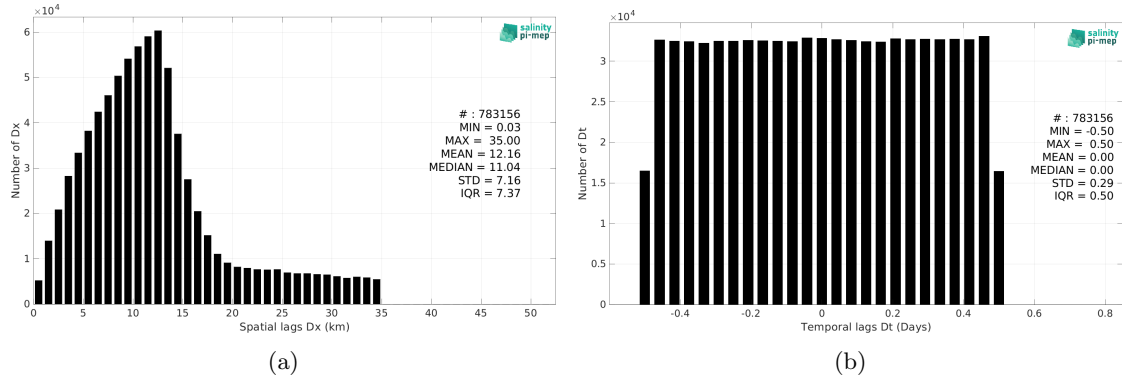 ×10⁴
6
5
4
3
2
1
0
Number of Dx
0 5 10 15 20 25 30 35 40 45 50
Spatial lags Dx (km)
salinity
pi-mep
# : 783156
MIN = 0.03
MAX = 35.00
MEAN = 12.16
MEDIAN = 11.04
STD = 7.16
IQR = 7.37
(a)
×10⁴
3
2.5
2
1.5
1
0.5
0
Number of Dt
-0.4 -0.2 0 0.2 0.4 0.6 0.8
Temporal lags Dt (Days)
salinity
pi-mep
# : 783156
MIN = -0.50
MAX = 0.50
MEAN = 0.00
MEDIAN = 0.00
STD = 0.29
IQR = 0.50
(b)